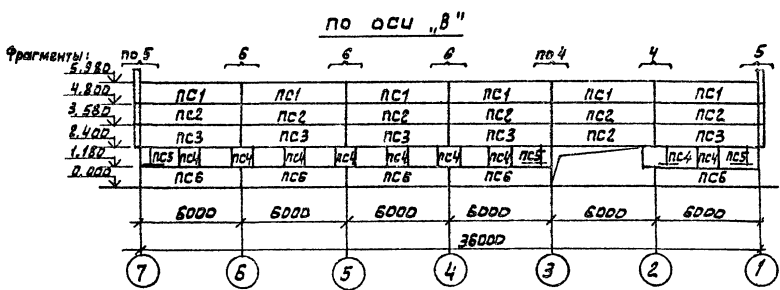 по оси „В"
Фрагменты: по 5 6 6 6 по 4 4 5
5.980
4.800 ПС1 ПС1 ПС1 ПС1 ПС1 ПС1
3.580 ПС2 ПС2 ПС2 ПС2 ПС2 ПС2
2.400 ПС3 ПС3 ПС3 ПС3 ПС2 ПС3
1.180 ПС5 ПС4 ПС4 ПС4 ПС4 ПС4 ПС4 ПС4 ПС5 ПС4 ПС4 ПС5
0.000 ПС6 ПС6 ПС6 ПС6 ПС6
6000 6000 6000 6000 6000 6000
36000
7 6 5 4 3 2 1